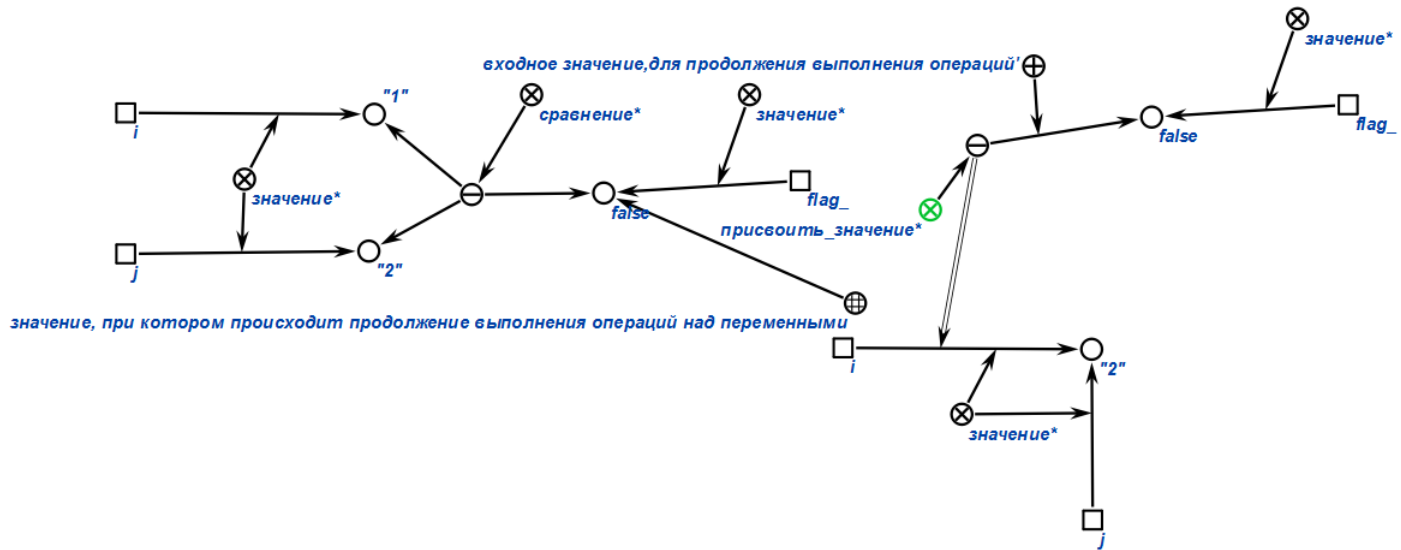 значение*
входное значение,для продолжения выполнения операций'
"1"
сравнение*
значение*
false
flag_
i
значение*
false
flag_
присвоить_значение*
j
"2"
значение, при котором происходит продолжение выполнения операций над переменными
i
"2"
значение*
j